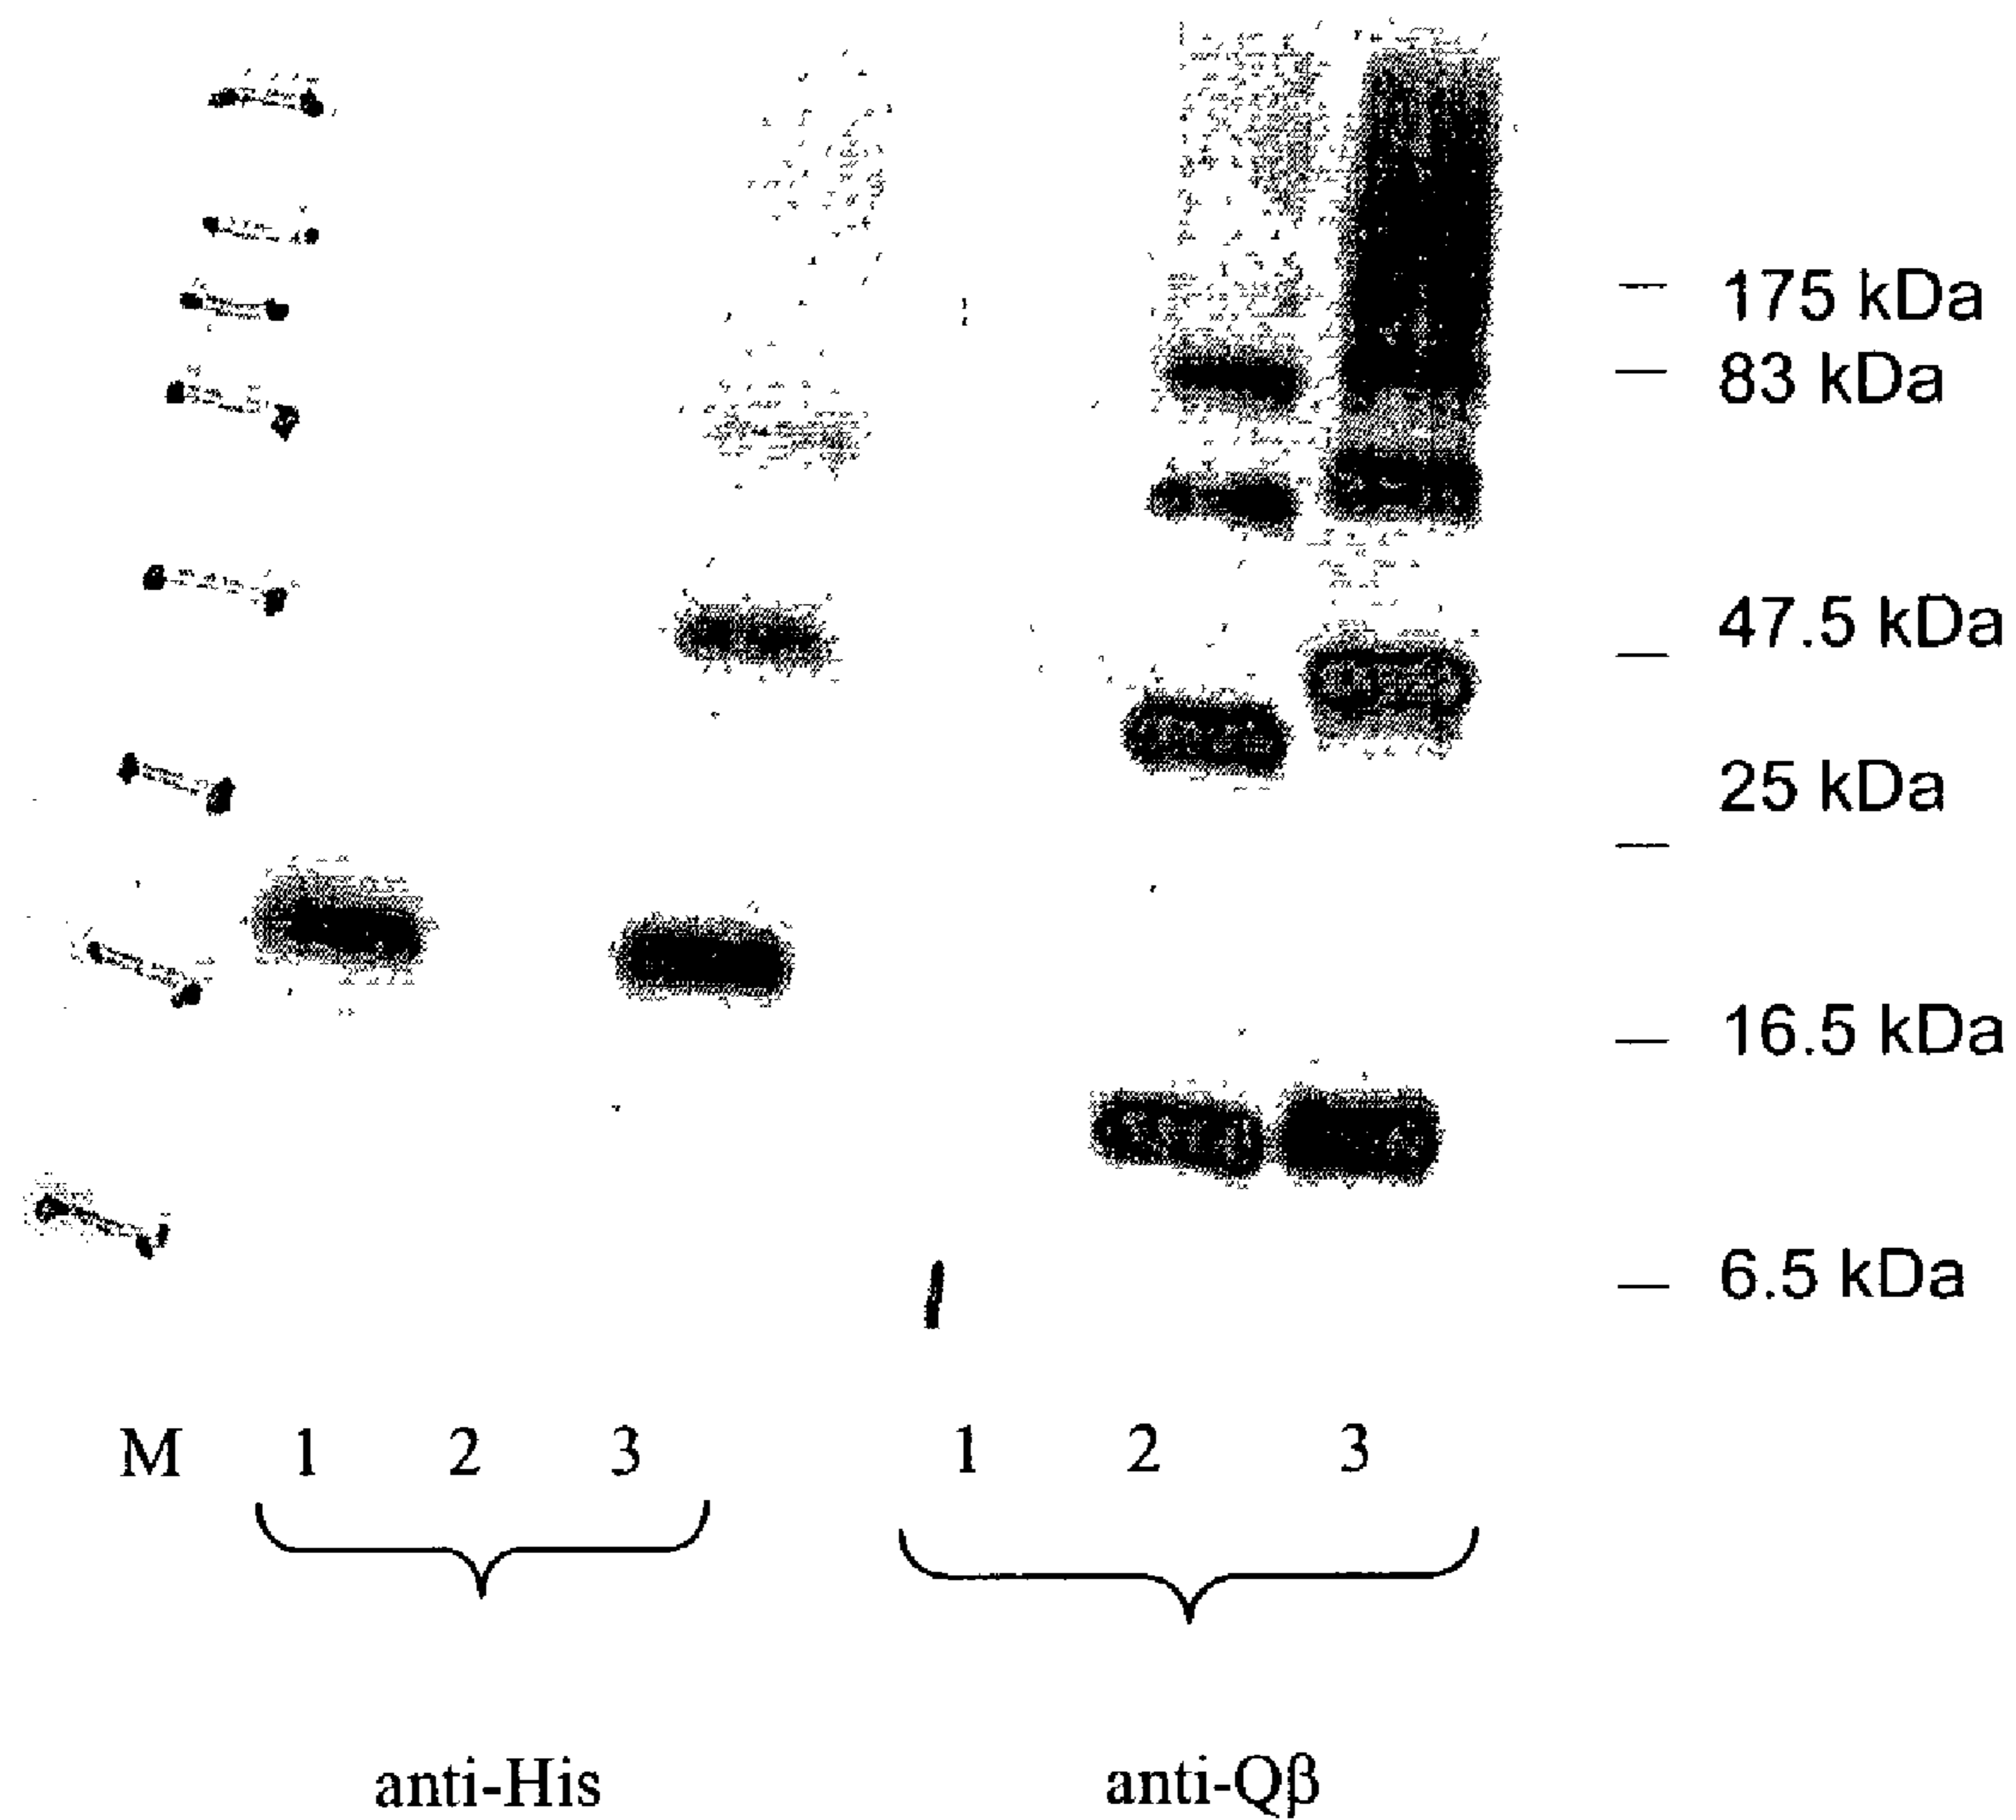 175 kDa
83 kDa
47.5 kDa
25 kDa
16.5 kDa
6.5 kDa
M 1 2 3 1 2 3
anti-His anti-Qβ